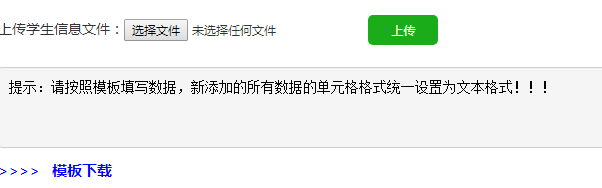 上传学生信息文件：选择文件 未选择任何文件 上传
提示：请按照模板填写数据，新添加的所有数据的单元格格式统一设置为文本格式！！！
>>>> 模板下载